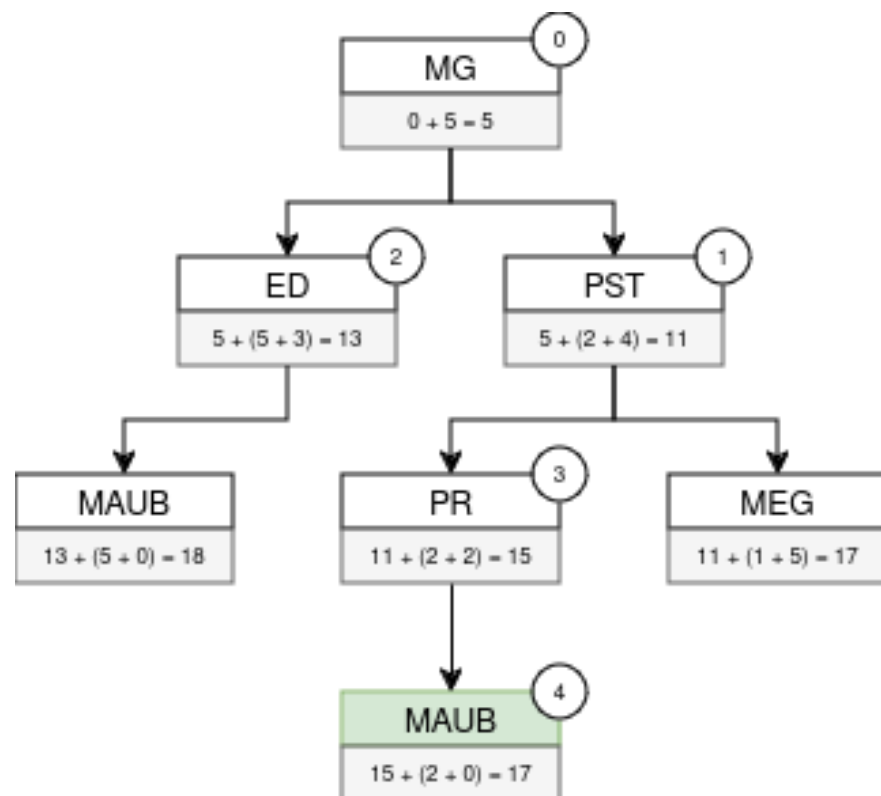 0
MG
0 + 5 = 5
2
ED
5 + (5 + 3) = 13
1
PST
5 + (2 + 4) = 11
MAUB
13 + (5 + 0) = 18
3
PR
11 + (2 + 2) = 15
MEG
11 + (1 + 5) = 17
4
MAUB
15 + (2 + 0) = 17